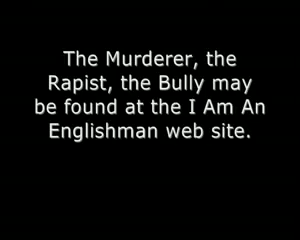 The Murderer, the
Rapist, the Bully may
be found at the I Am An
Englishman web site.